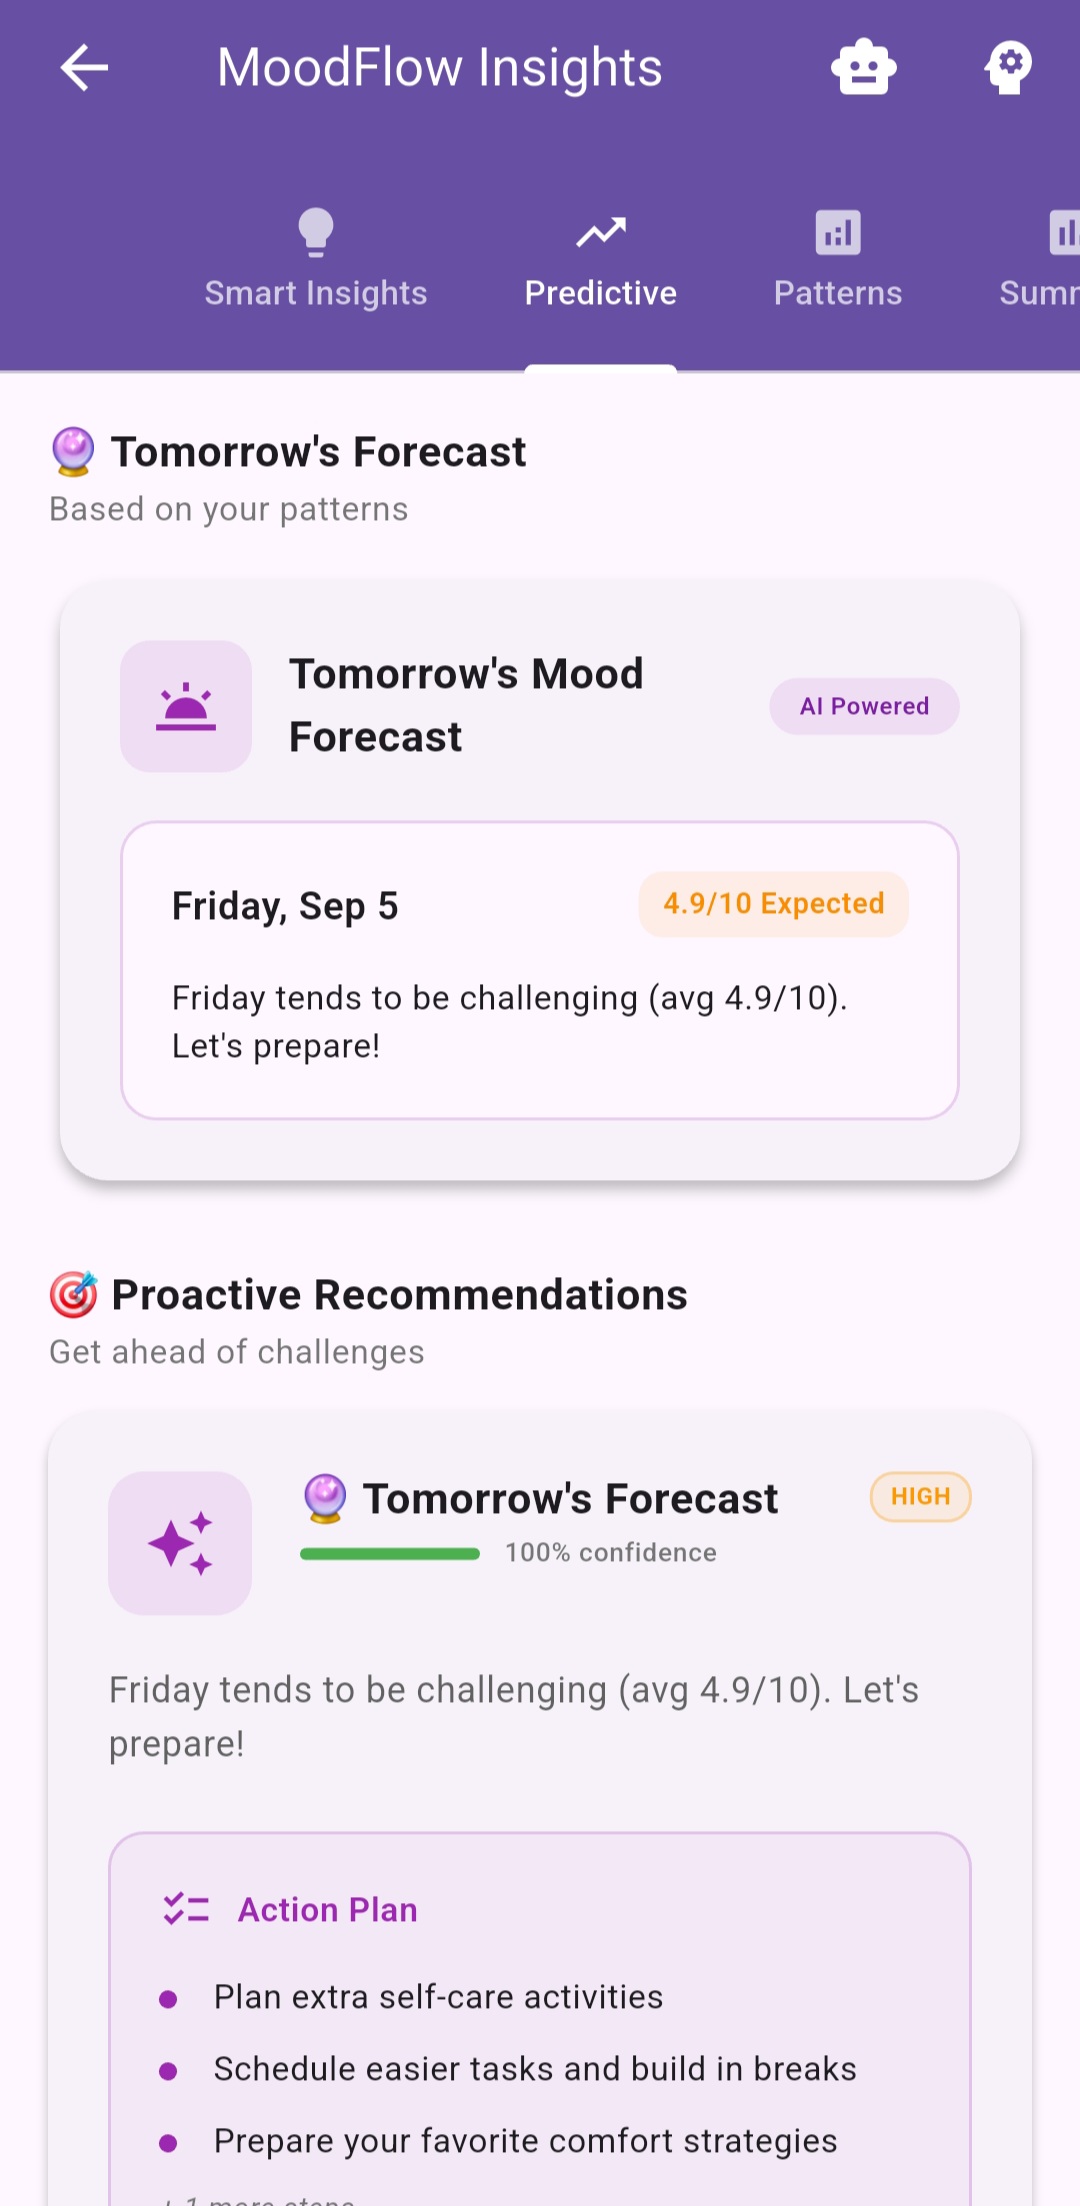 MoodFlow Insights
Smart Insights
Predictive
Patterns
Tomorrow's Forecast
Based on your patterns
Tomorrow's Mood
Forecast
AI Powered
Friday, Sep 5
4.9/10 Expected
Friday tends to be challenging (avg 4.9/10).
Let's prepare!
Proactive Recommendations
Get ahead of challenges
Tomorrow's Forecast
HIGH
100% confidence
Friday tends to be challenging (avg 4.9/10). Let's
prepare!
Action Plan
Plan extra self-care activities
Schedule easier tasks and build in breaks
Prepare your favorite comfort strategies